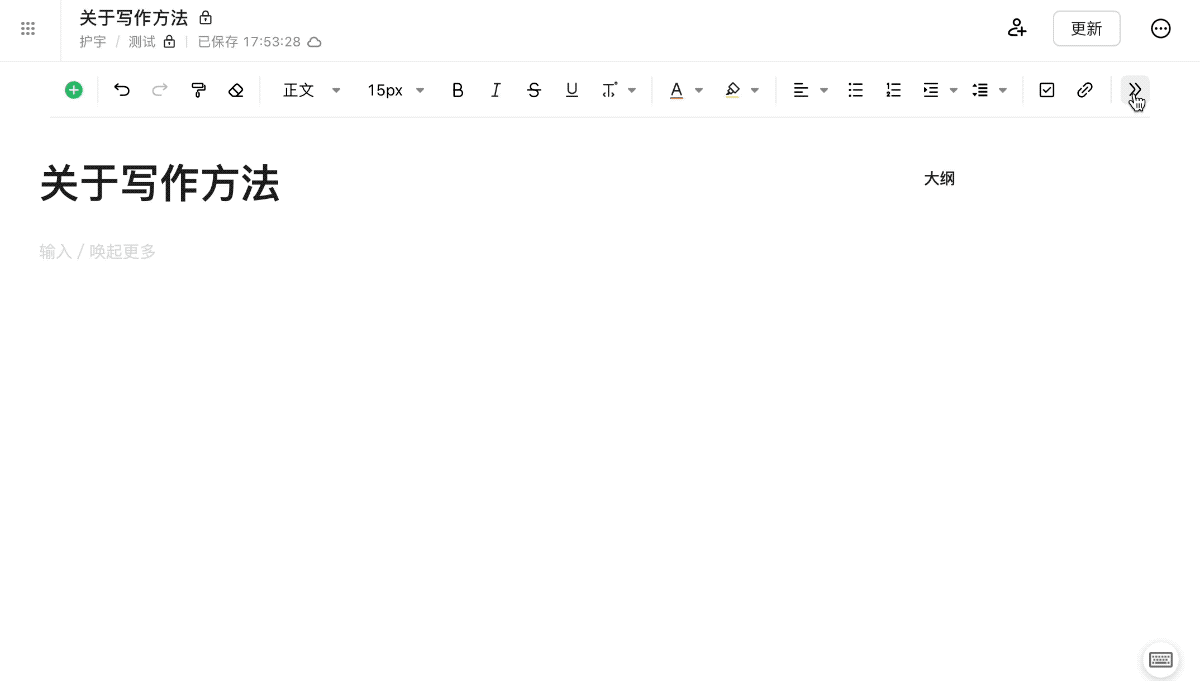 关于写作方法
护宇 / 测试 | 已保存 17:53:28
更新
正文 15px B I S U T A
关于写作方法
大纲
输入 / 唤起更多